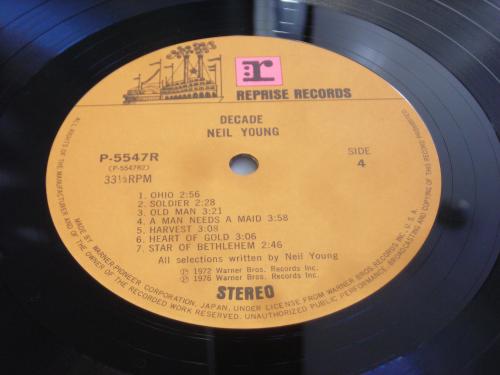 r
REPRISE RECORDS
DECADE
NEIL YOUNG
P-5547R
(P-5547R2)
33⅓RPM
SIDE
4
1. OHIO 2:56
2. SOLDIER 2:28
3. OLD MAN 3:21
4. A MAN NEEDS A MAID 3:58
5. HARVEST 3:08
6. HEART OF GOLD 3:06
7. STAR OF BETHLEHEM 2:46
All selections written by Neil Young
Ⓟ 1972 Warner Bros. Records Inc.
Ⓟ 1976 Warner Bros. Records Inc.
STEREO
MADE BY WARNER-PIONEER CORPORATION, JAPAN, UNDER LICENSE FROM WARNER BROS. RECORDS INC., U.S.A.
ALL RIGHTS OF THE MANUFACTURER AND OF THE OWNER OF THE RECORDED WORK RESERVED. UNAUTHORIZED PUBLIC PERFORMANCE, BROADCASTING AND COPYING OF THIS RECORD PROHIBITED